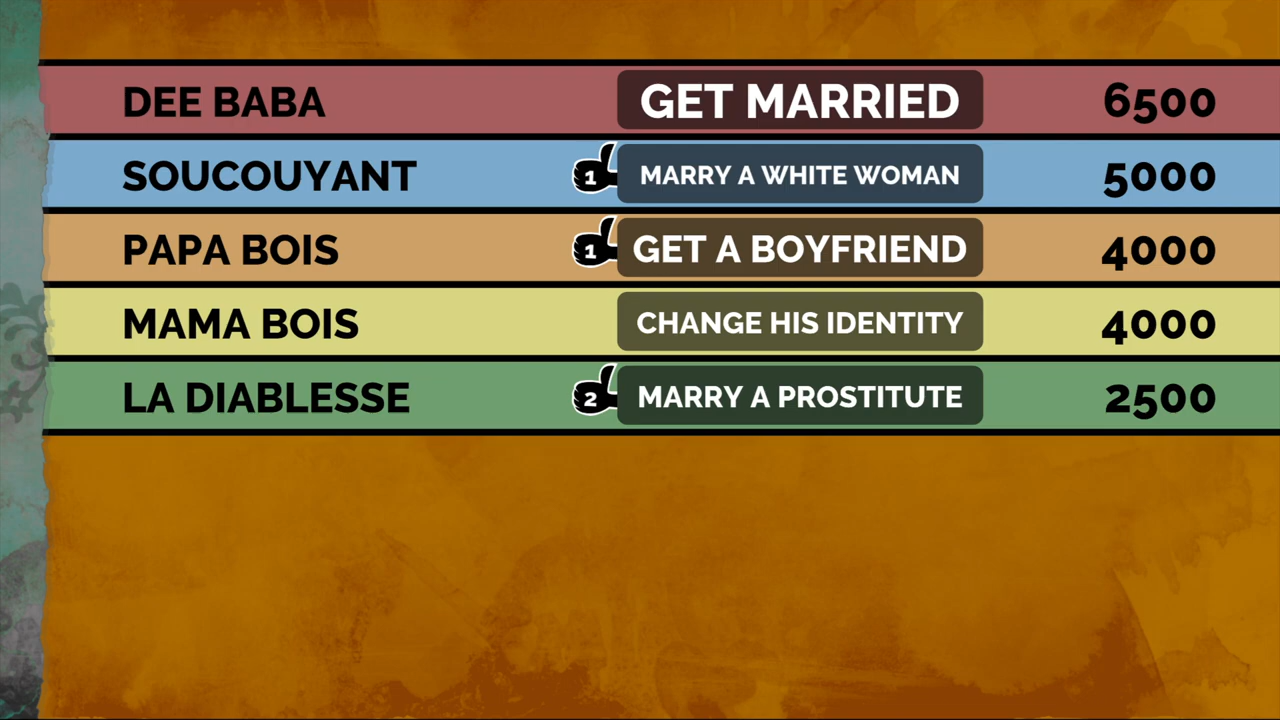 DEE BABA GET MARRIED 6500
SOUCOUYANT 1 MARRY A WHITE WOMAN 5000
PAPA BOIS 1 GET A BOYFRIEND 4000
MAMA BOIS CHANGE HIS IDENTITY 4000
LA DIABLESSE 2 MARRY A PROSTITUTE 2500